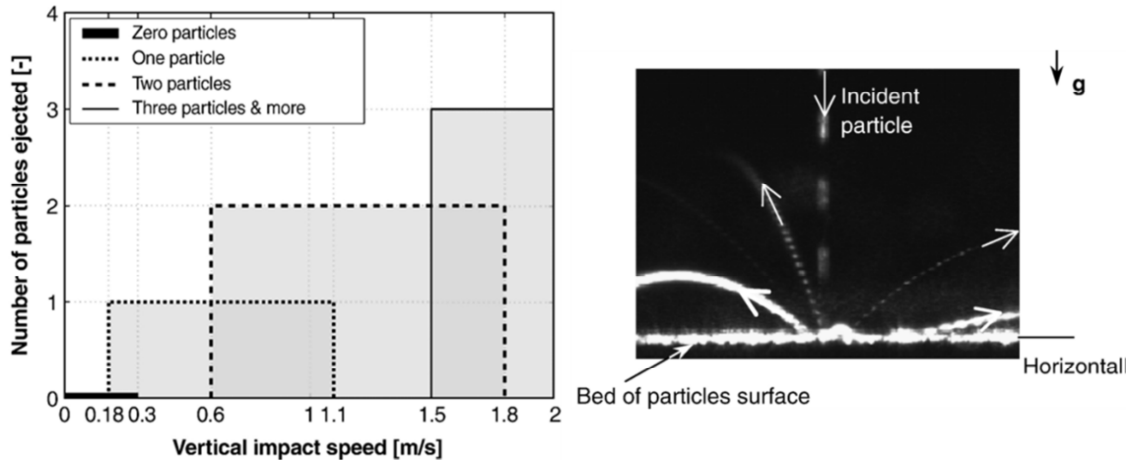 4
3
2
1
0
Number of particles ejected [-]
Zero particles
One particle
Two particles
Three particles & more
0 0.18 0.3 0.6 1 1.1 1.5 1.8 2
Vertical impact speed [m/s]
Incident
particle
g
Horizontall
Bed of particles surface